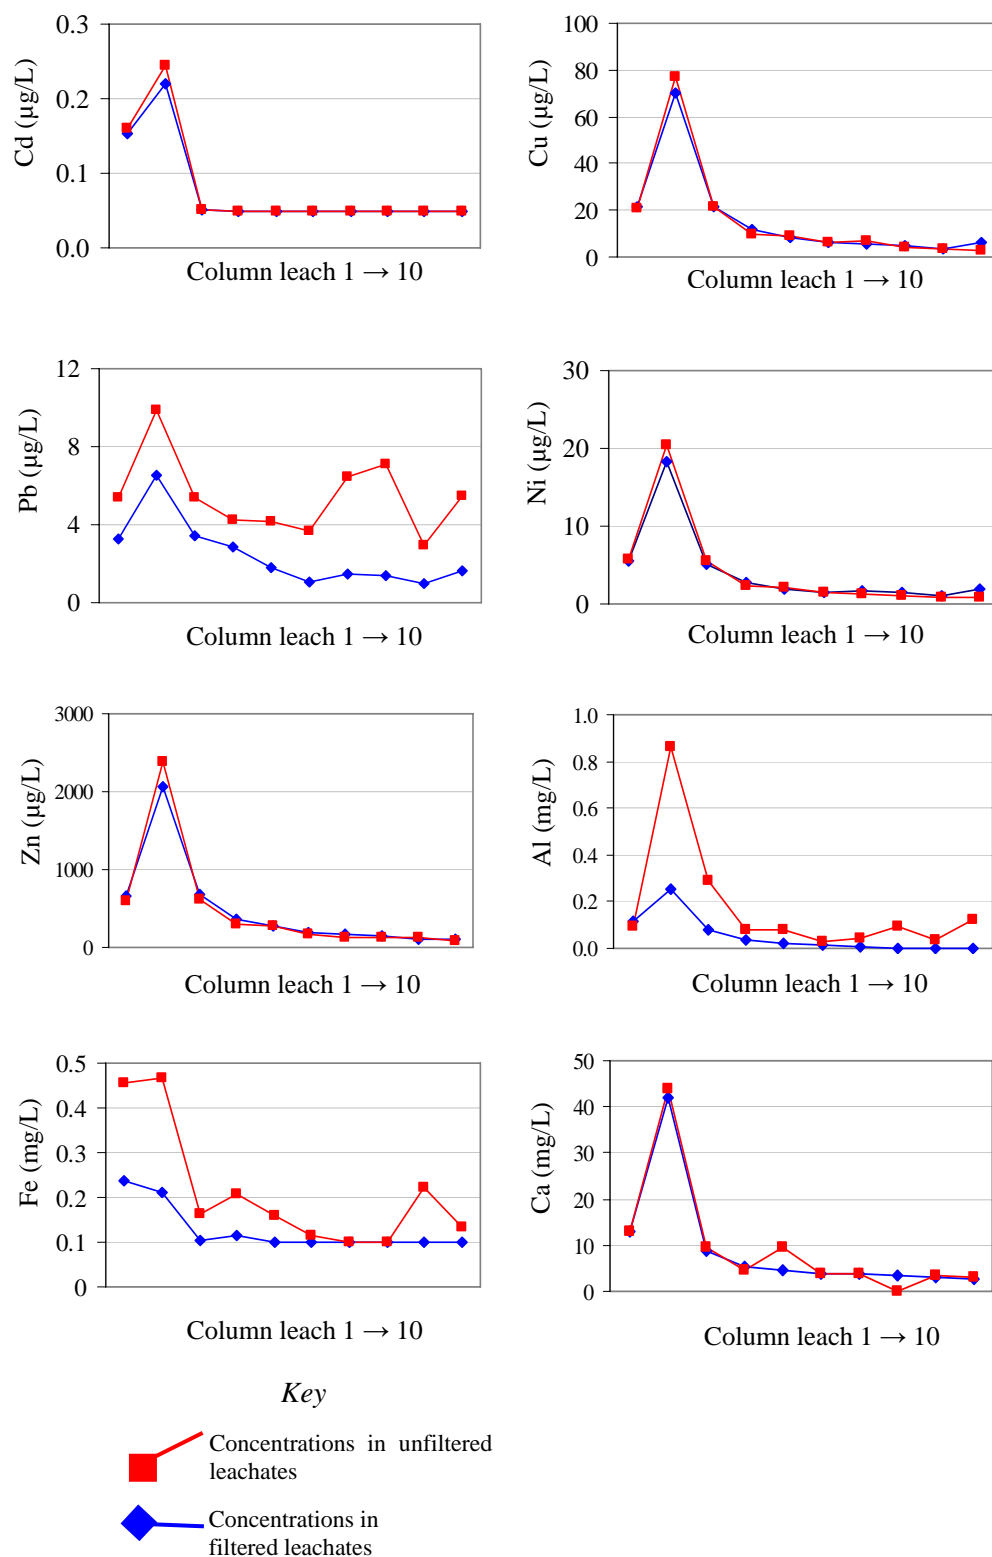 Cd (µg/L)
0.3
0.2
0.1
0.0
Column leach 1 → 10
Cu (µg/L)
100
80
60
40
20
0
Column leach 1 → 10
Pb (µg/L)
12
8
4
0
Column leach 1 → 10
Ni (µg/L)
30
20
10
0
Column leach 1 → 10
Zn (µg/L)
3000
2000
1000
0
Column leach 1 → 10
Al (mg/L)
1.0
0.8
0.6
0.4
0.2
0.0
Column leach 1 → 10
Fe (mg/L)
0.5
0.4
0.3
0.2
0.1
0
Column leach 1 → 10
Ca (mg/L)
50
40
30
20
10
0
Column leach 1 → 10
Key
Concentrations in unfiltered
leachates
Concentrations in
filtered leachates